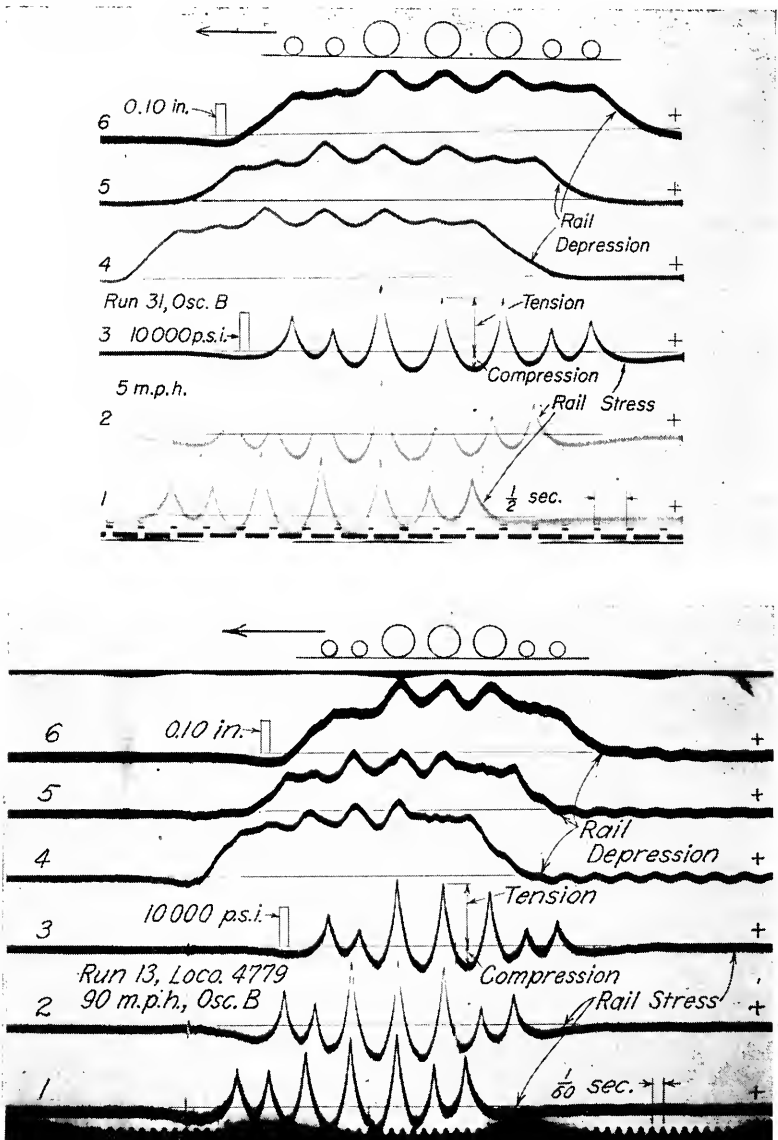 6 0.10 in. +
5 +
Rail
Depression
4 +
Run 31, Osc. B
Tension
3 10000 p.s.i. +
Compression
5 m.p.h.
Rail Stress
2 +
1 1/2 sec. +
6 0.10 in. +
5 +
Rail
Depression
4 +
Tension
3 10000 p.s.i. +
Compression
Run 13, Loco. 4779
90 m.p.h., Osc. B
Rail Stress
2 +
1 1/60 sec. +